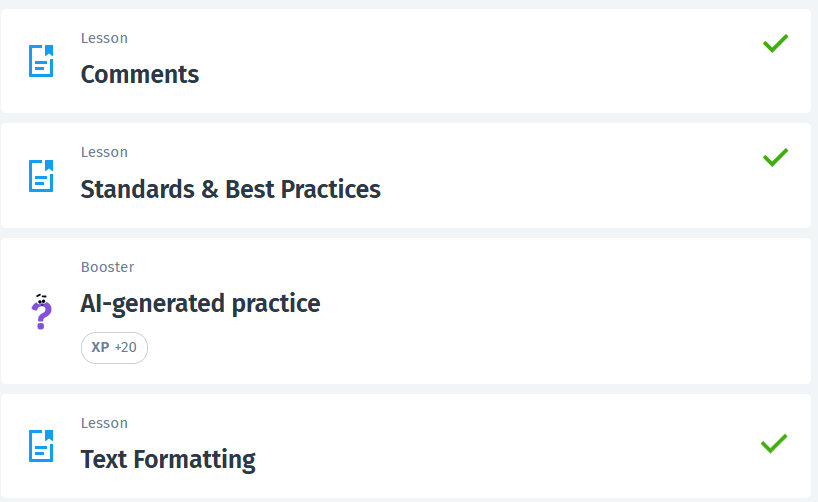 Lesson
Comments
Lesson
Standards & Best Practices
Booster
AI-generated practice
XP +20
Lesson
Text Formatting